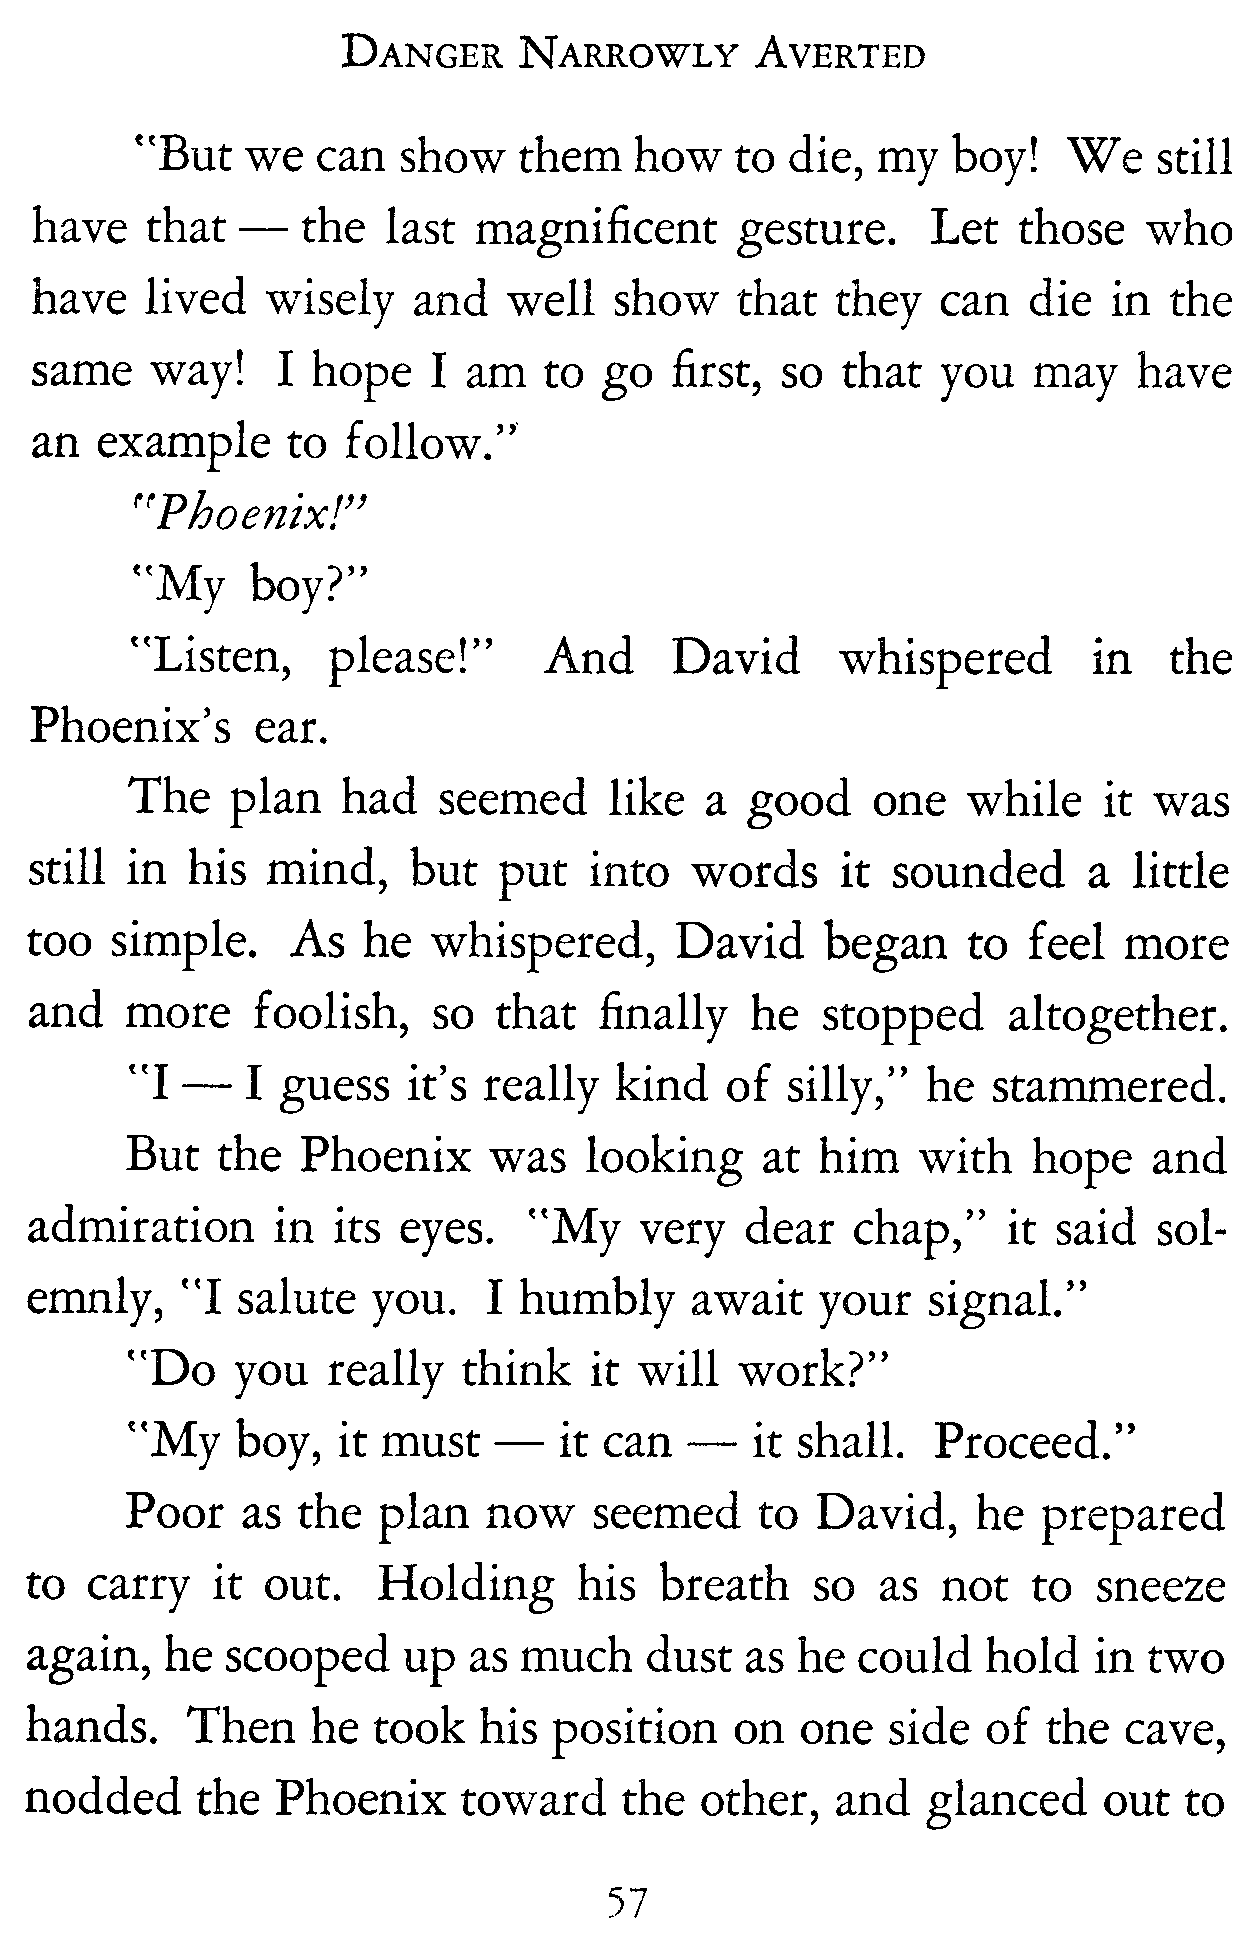 Danger Narrowly Averted
“But we can show them how to die, my boy! We still
have that — the last magnificent gesture. Let those who
have lived wisely and well show that they can die in the
same way! I hope I am to go first, so that you may have
an example to follow.”
“Phoenix!”
“My boy?”
“Listen, please!” And David whispered in the
Phoenix’s ear.
The plan had seemed like a good one while it was
still in his mind, but put into words it sounded a little
too simple. As he whispered, David began to feel more
and more foolish, so that finally he stopped altogether.
“I — I guess it’s really kind of silly,” he stammered.
But the Phoenix was looking at him with hope and
admiration in its eyes. “My very dear chap,” it said sol-
emnly, “I salute you. I humbly await your signal.”
“Do you really think it will work?”
“My boy, it must — it can — it shall. Proceed.”
Poor as the plan now seemed to David, he prepared
to carry it out. Holding his breath so as not to sneeze
again, he scooped up as much dust as he could hold in two
hands. Then he took his position on one side of the cave,
nodded the Phoenix toward the other, and glanced out to
57